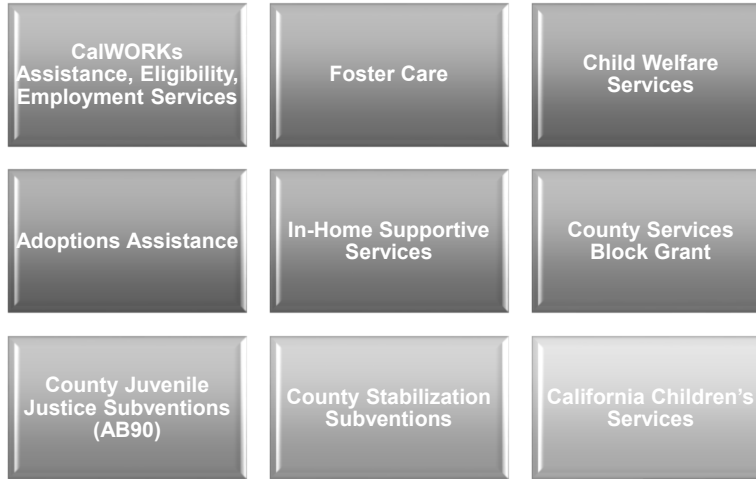 CalWORKs
Assistance, Eligibility,
Employment Services
Foster Care
Child Welfare
Services
Adoptions Assistance
In-Home Supportive
Services
County Services
Block Grant
County Juvenile
Justice Subventions
(AB90)
County Stabilization
Subventions
California Children’s
Services